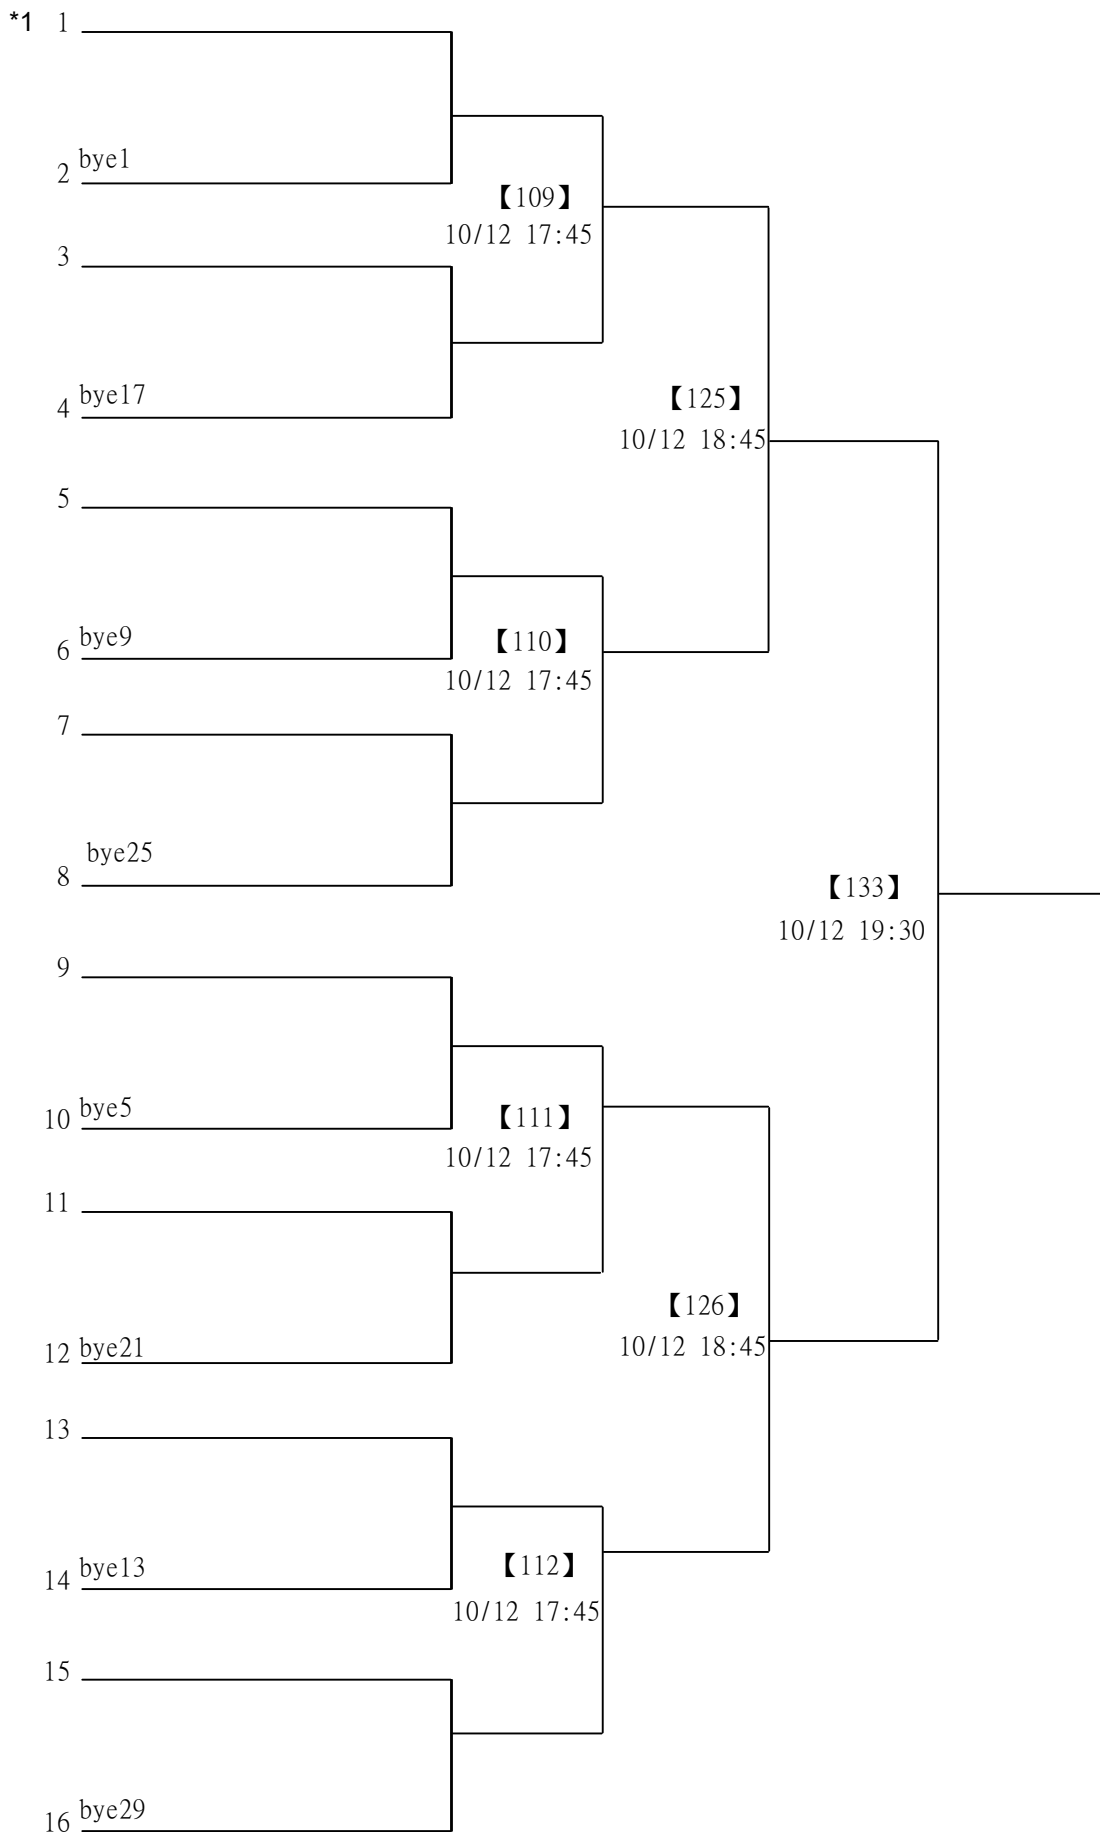 *1 1
2 bye1
【109】
10/12 17:45
3
4 bye17
【125】
10/12 18:45
5
6 bye9
【110】
10/12 17:45
7
8 bye25
【133】
10/12 19:30
9
10 bye5
【111】
10/12 17:45
11
12 bye21
【126】
10/12 18:45
13
14 bye13
【112】
10/12 17:45
15
16 bye29